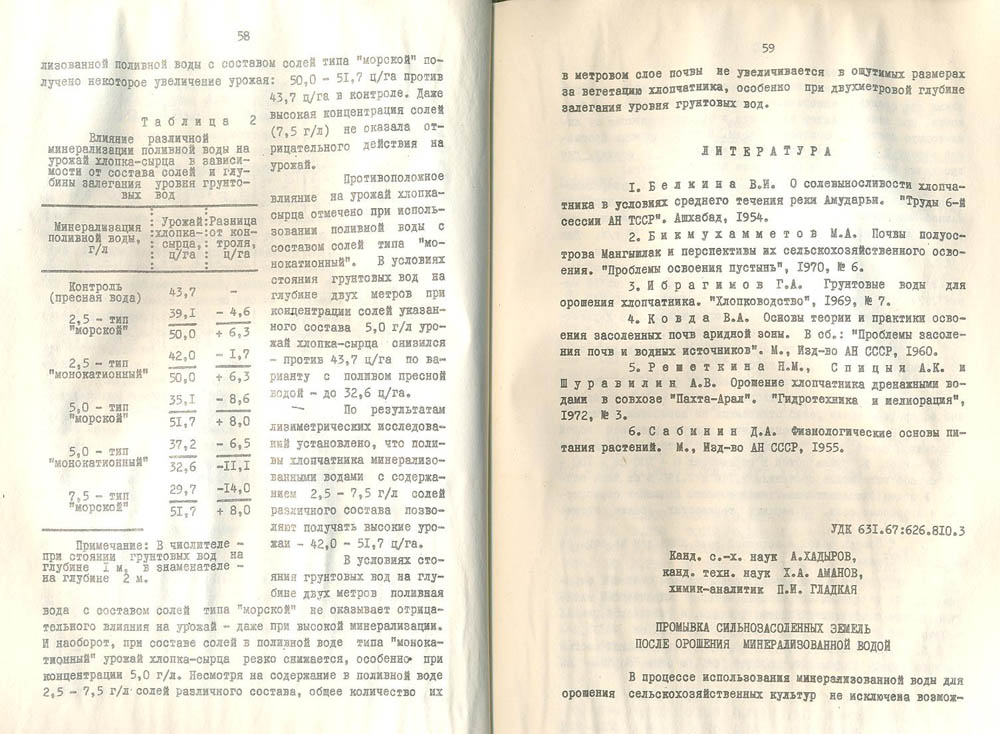 58
лизованной поливной воды с составом солей типа "морской" по-
лучено некоторое увеличение урожая: 50,0 - 51,7 ц/га против
43,7 ц/га в контроле. Даже
высокая концентрация солей
(7,5 г/л) не оказала от-
рицательного действия на
урожай.
Таблица 2
Влияние различной
минерализации поливной воды на
урожай хлопка-сырца в зависи-
мости от состава солей и глу-
бины залегания уровня грунто-
вых вод
Минерализация : Урожай : Разница
поливной воды, : хлопка- : от кон-
г/л : сырца, : троля,
: ц/га : ц/га
Контроль
(пресная вода) 43,7 -
2,5 - тип 39,1 - 4,6
"морской" 50,0 + 6,3
2,5 - тип 42,0 - 1,7
"монокатионный" 50,0 + 6,3
5,0 - тип 35,1 - 8,6
"морской" 51,7 + 8,0
5,0 - тип 37,2 - 6,5
"монокатионный" 32,6 -11,1
7,5 - тип 29,7 -14,0
"морской" 51,7 + 8,0
Примечание: В числителе -
при стоянии грунтовых вод на
глубине 1 м, в знаменателе -
на глубине 2 м.
Противоположное
влияние на урожай хлопка-
сырца отмечено при исполь-
зовании поливной воды с
составом солей типа "мо-
нокатионный". В условиях
стояния грунтовых вод на
глубине двух метров при
концентрации солей указан-
ного состава 5,0 г/л уро-
жай хлопка-сырца снизился
- против 43,7 ц/га по ва-
рианту с поливом пресной
водой - до 32,6 ц/га.
По результатам
лизиметрических исследова-
ний установлено, что поли-
вы хлопчатника минерализо-
ванными водами с содержа-
нием 2,5 - 7,5 г/л солей
различного состава позво-
ляют получать высокие уро-
жаи - 42,0 - 51,7 ц/га.
В условиях сто-
яния грунтовых вод на глу-
бине двух метров поливная
вода с составом солей типа "морской" не оказывает отрица-
тельного влияния на урожай - даже при высокой минерализации.
И наоборот, при составе солей в поливной воде типа "монока-
тионный" урожай хлопка-сырца резко снижается, особенно при
концентрации 5,0 г/л. Несмотря на содержание в поливной воде
2,5 - 7,5 г/л солей различного состава, общее количество их
59
в метровом слое почвы не увеличивается в ощутимых размерах
за вегетацию хлопчатника, особенно при двухметровой глубине
залегания уровня грунтовых вод.
ЛИТЕРАТУРА
1. Белкина В.И. О солевыносливости хлопча-
тника в условиях среднего течения реки Амударьи. "Труды 6-й
сессии АН ТССР". Ашхабад, 1954.
2. Бикмухамметов М.А. Почвы полуос-
трова Мангышлак и перспективы их сельскохозяйственного осво-
ения. "Проблемы освоения пустынь", 1970, № 6.
3. Ибрагимов Г.А. Грунтовые воды для
орошения хлопчатника. "Хлопководство", 1969, № 7.
4. Ковда В.А. Основы теории и практики осво-
ения засоленных почв аридной зоны. В сб.: "Проблемы засоле-
ния почв и водных источников". М., Изд-во АН СССР, 1960.
5. Решеткина Н.М., Спицын А.К. и
Шуравилин А.В. Орошение хлопчатника дренажными во-
дами в совхозе "Пахта-Арал". "Гидротехника и мелиорация",
1972, № 3.
6. Сабинин Д.А. Физиологические основы пи-
тания растений. М., Изд-во АН СССР, 1955.
УДК 631.67:626.810.3
Канд. с.-х. наук А.ХАДЫРОВ,
канд. техн. наук Х.А. АМАНОВ,
химик-аналитик П.И. ГЛАДКАЯ
ПРОМЫВКА СИЛЬНОЗАСОЛЕННЫХ ЗЕМЕЛЬ
ПОСЛЕ ОРОШЕНИЯ МИНЕРАЛИЗОВАННОЙ ВОДОЙ
В процессе использования минерализованной воды для
орошения сельскохозяйственных культур не исключена возмож-